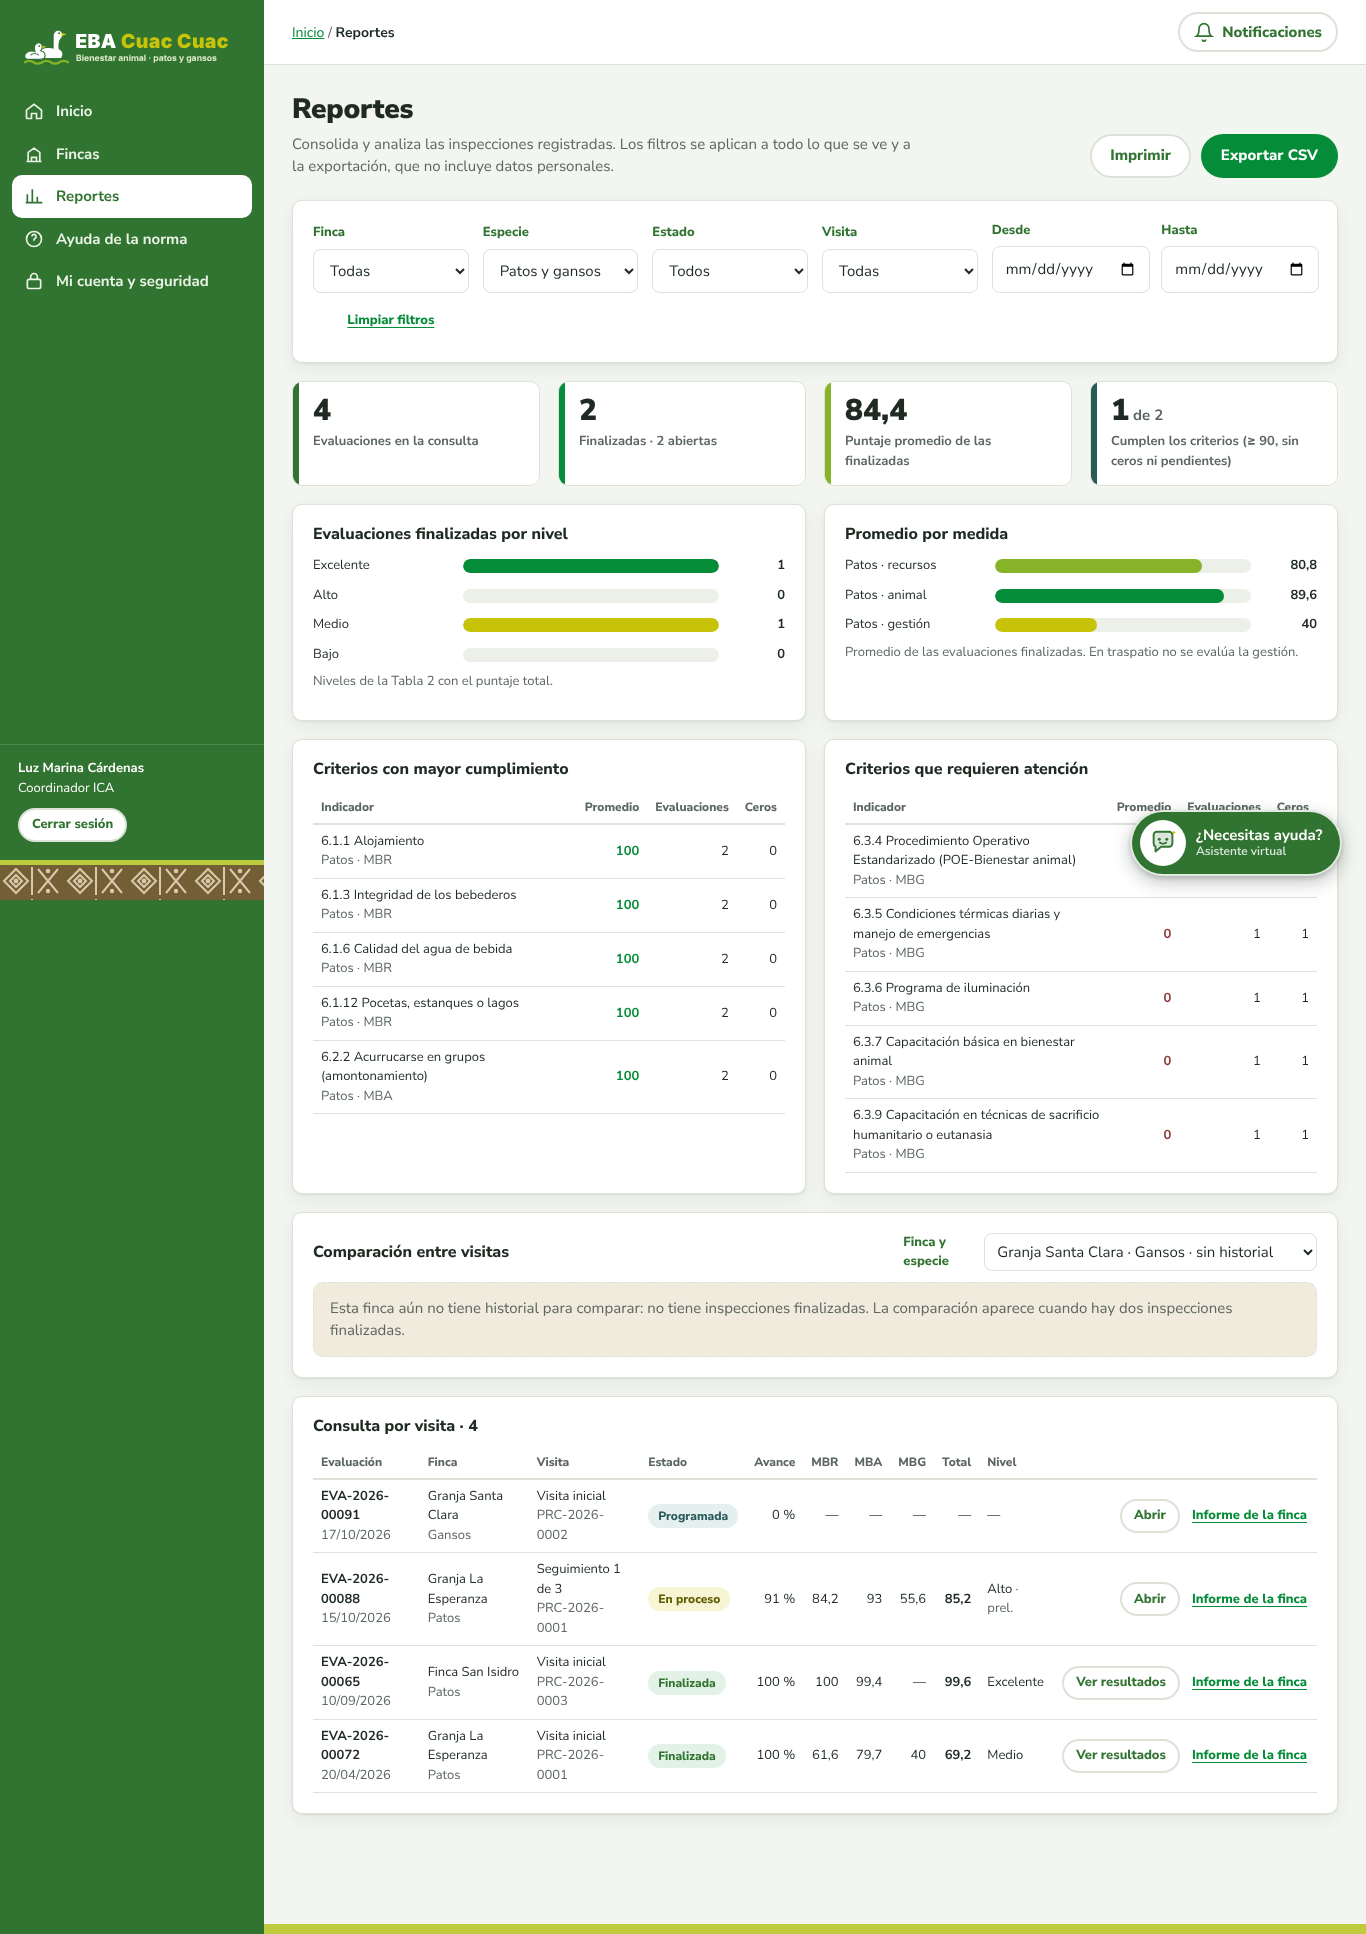 EBA Cuac Cuac
Bienestar animal · patos y gansos
Inicio
Fincas
Reportes
Ayuda de la norma
Mi cuenta y seguridad
Luz Marina Cárdenas
Coordinador ICA
Cerrar sesión
Inicio / Reportes
Notificaciones
Reportes
Consolida y analiza las inspecciones registradas. Los filtros se aplican a todo lo que se ve y a
la exportación, que no incluye datos personales.
Imprimir
Exportar CSV
Finca Especie Estado Visita Desde Hasta
Todas Patos y gansos Todos Todas mm/dd/yyyy mm/dd/yyyy
Limpiar filtros
4
Evaluaciones en la consulta
2
Finalizadas · 2 abiertas
84,4
Puntaje promedio de las
finalizadas
1 de 2
Cumplen los criterios (≥ 90, sin
ceros ni pendientes)
Evaluaciones finalizadas por nivel
Excelente 1
Alto 0
Medio 1
Bajo 0
Niveles de la Tabla 2 con el puntaje total.
Promedio por medida
Patos · recursos 80,8
Patos · animal 89,6
Patos · gestión 40
Promedio de las evaluaciones finalizadas. En traspatio no se evalúa la gestión.
Criterios con mayor cumplimiento
Indicador Promedio Evaluaciones Ceros
6.1.1 Alojamiento
Patos · MBR
100 2 0
6.1.3 Integridad de los bebederos
Patos · MBR
100 2 0
6.1.6 Calidad del agua de bebida
Patos · MBR
100 2 0
6.1.12 Pocetas, estanques o lagos
Patos · MBR
100 2 0
6.2.2 Acurrucarse en grupos
(amontonamiento)
Patos · MBA
100 2 0
Criterios que requieren atención
Indicador Promedio Evaluaciones Ceros
6.3.4 Procedimiento Operativo
Estandarizado (POE-Bienestar animal)
Patos · MBG
¿Necesitas ayuda?
Asistente virtual
6.3.5 Condiciones térmicas diarias y
manejo de emergencias
Patos · MBG
0 1 1
6.3.6 Programa de iluminación
Patos · MBG
0 1 1
6.3.7 Capacitación básica en bienestar
animal
Patos · MBG
0 1 1
6.3.9 Capacitación en técnicas de sacrificio
humanitario o eutanasia
Patos · MBG
0 1 1
Comparación entre visitas
Finca y
especie
Granja Santa Clara · Gansos · sin historial
Esta finca aún no tiene historial para comparar: no tiene inspecciones finalizadas. La comparación aparece cuando hay dos inspecciones
finalizadas.
Consulta por visita · 4
Evaluación Finca Visita Estado Avance MBR MBA MBG Total Nivel
EVA-2026-
00091
17/10/2026
Granja Santa
Clara
Gansos
Visita inicial
PRC-2026-
0002
Programada 0 % — — — — — Abrir Informe de la finca
EVA-2026-
00088
15/10/2026
Granja La
Esperanza
Patos
Seguimiento 1
de 3
PRC-2026-
0001
En proceso 91 % 84,2 93 55,6 85,2 Alto ·
prel.
Abrir Informe de la finca
EVA-2026-
00065
10/09/2026
Finca San Isidro
Patos
Visita inicial
PRC-2026-
0003
Finalizada 100 % 100 99,4 — 99,6 Excelente Ver resultados Informe de la finca
EVA-2026-
00072
20/04/2026
Granja La
Esperanza
Patos
Visita inicial
PRC-2026-
0001
Finalizada 100 % 61,6 79,7 40 69,2 Medio Ver resultados Informe de la finca